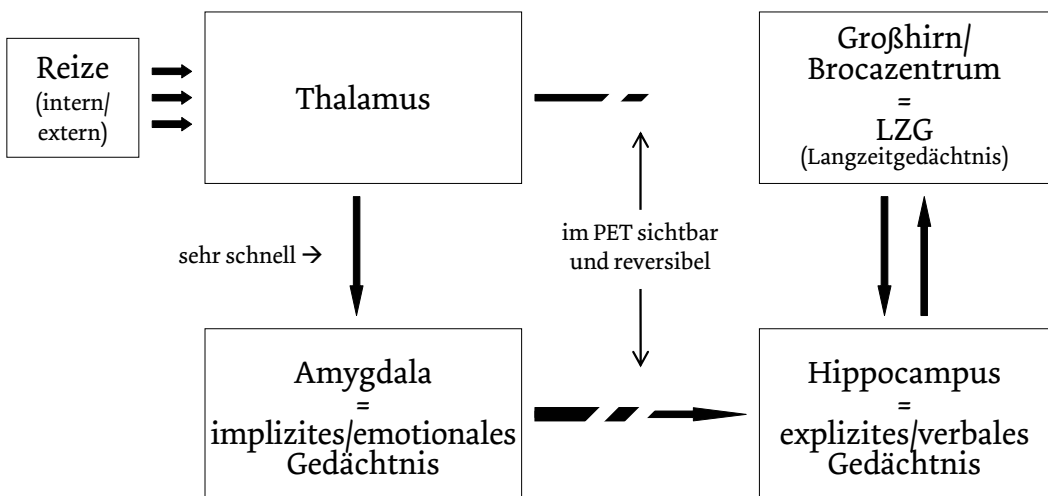 Reize
(intern/
extern)
Thalamus
Großhirn/
Brocazentrum
=
LZG
(Langzeitgedächtnis)
sehr schnell →
im PET sichtbar
und reversibel
Amygdala
=
implizites/emotionales
Gedächtnis
Hippocampus
=
explizites/verbales
Gedächtnis